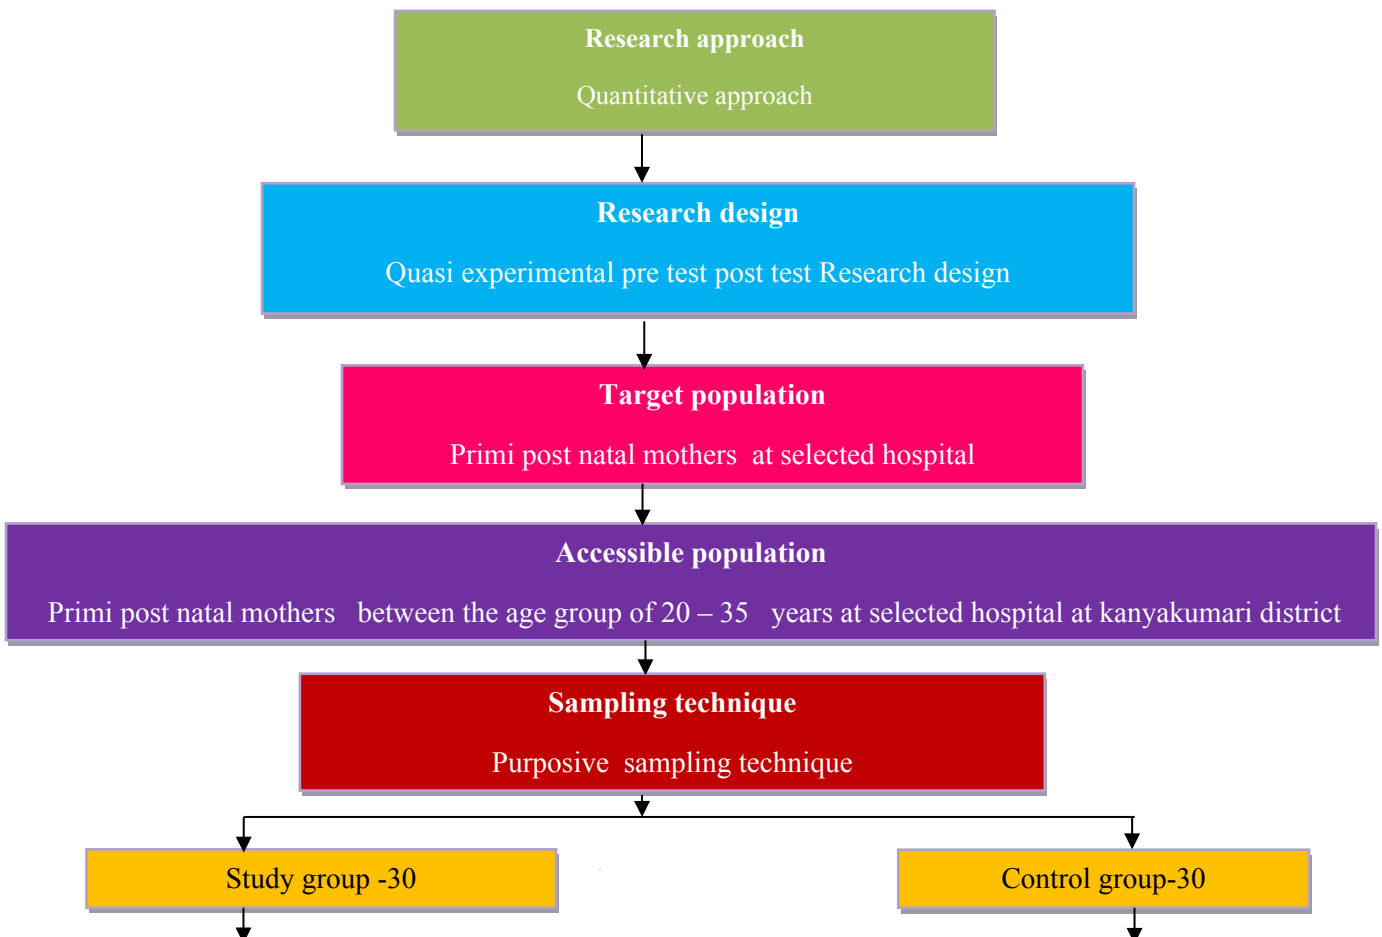 Research approach
Quantitative approach
Research design
Quasi experimental pre test post test Research design
Target population
Primi post natal mothers at selected hospital
Accessible population
Primi post natal mothers between the age group of 20 – 35 years at selected hospital at kanyakumari district
Sampling technique
Purposive sampling technique
Study group -30
Control group-30